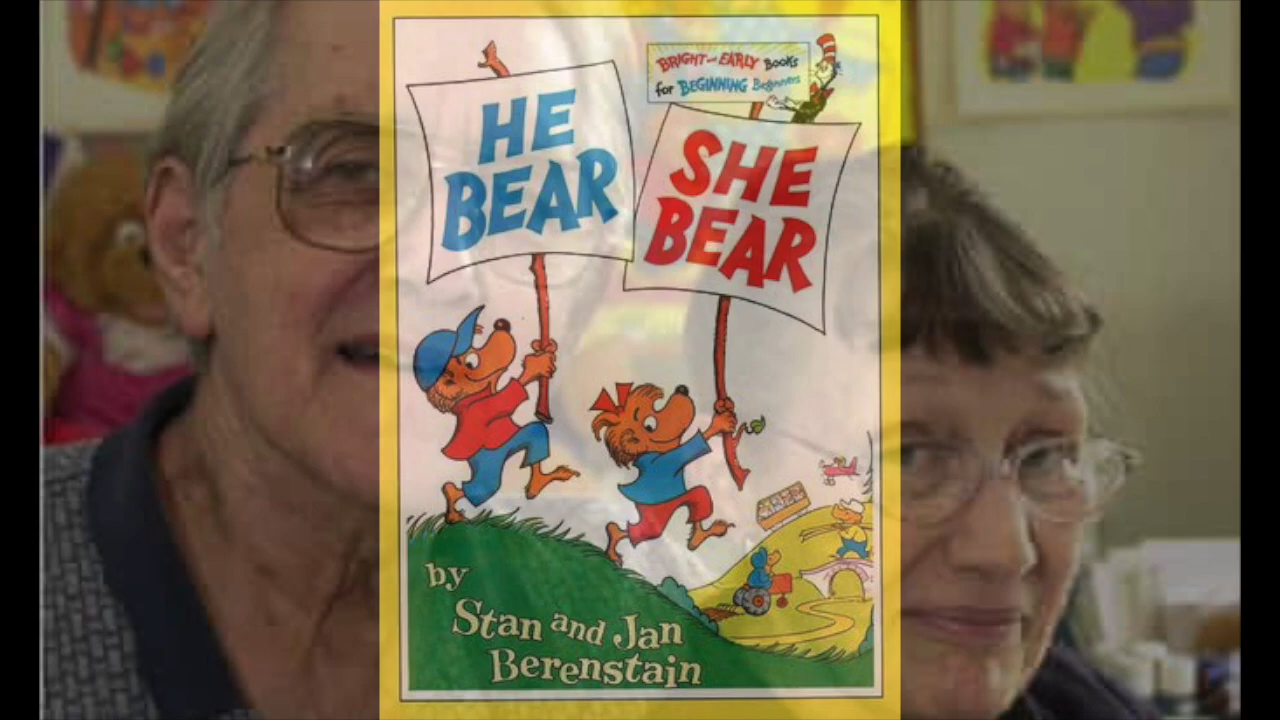 BRIGHT and EARLY BOOKS
for BEGINNING Beginners
HE
BEAR
SHE
BEAR
by
Stan and Jan
Berenstain